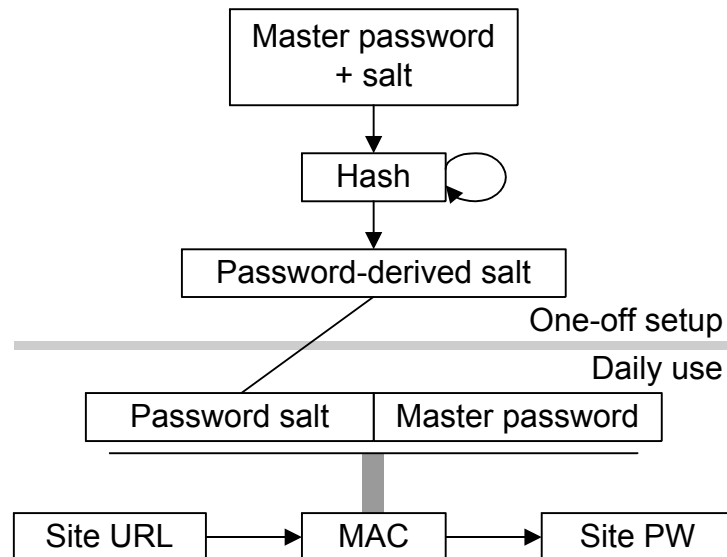 Master password
+ salt
Hash
Password-derived salt
One-off setup
Daily use
Password salt
Master password
Site URL
MAC
Site PW